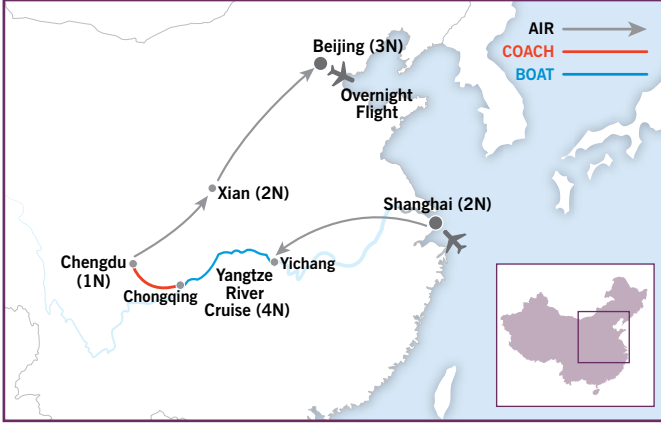 AIR
COACH
BOAT
Beijing (3N)
Overnight
Flight
Xian (2N)
Shanghai (2N)
Chengdu
(1N)
Chongqing
Yangtze
River
Cruise (4N)
Yichang